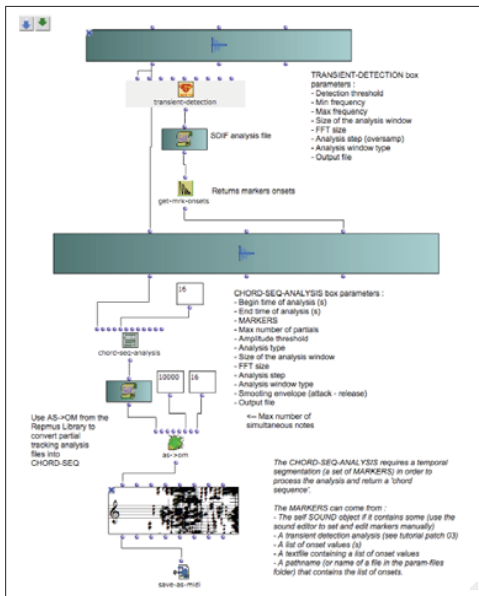 TRANSIENT-DETECTION box
parameters :
- Detection threshold
- Min frequency
- Max frequency
- Size of the analysis window
- FFT size
- Analysis step (oversamp)
- Analysis window type
- Output file
transient-detection
SDIF analysis file
Returns markers onsets
get-mrk-onsets
16
CHORD-SEQ-ANALYSIS box parameters :
- Begin time of analysis (s)
- End time of analysis (s)
- MARKERS
- Max number of partials
- Amplitude threshold
- Analysis type
- Size of the analysis window
- FFT size
- Analysis step
- Analysis window type
- Smooting envelope (attack - release)
- Output file
chord-seq-analysis
10000
16
Use AS->OM from the
Repmus Library to
convert partial
tracking analysis
files into
CHORD-SEQ
<= Max number of
simultaneous notes
as->om
The CHORD-SEQ-ANALYSIS requires a temporal
segmentation (a set of MARKERS) in order to
process the analysis and return a 'chord
sequence'.
The MARKERS can come from :
- The self SOUND object if it contains some (use the
sound editor to set and edit markers manually)
- A transient detection analysis (see tutorial patch 03)
- A list of onset values (s)
- A textfile containing a list of onset values
- A pathname (or name of a file in the param-files
folder) that contains the list of onsets.
save-as-midi